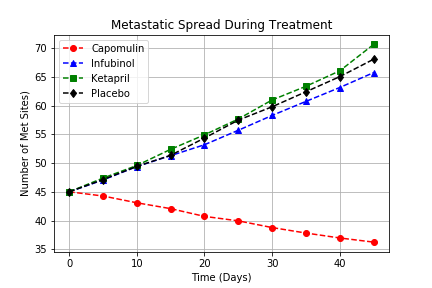 Metastatic Spread During Treatment
Number of Met Sites)
70
65
60
55
50
45
40
35
Capomulin
Infubinol
Ketapril
Placebo
0
10
20
30
40
Time (Days)